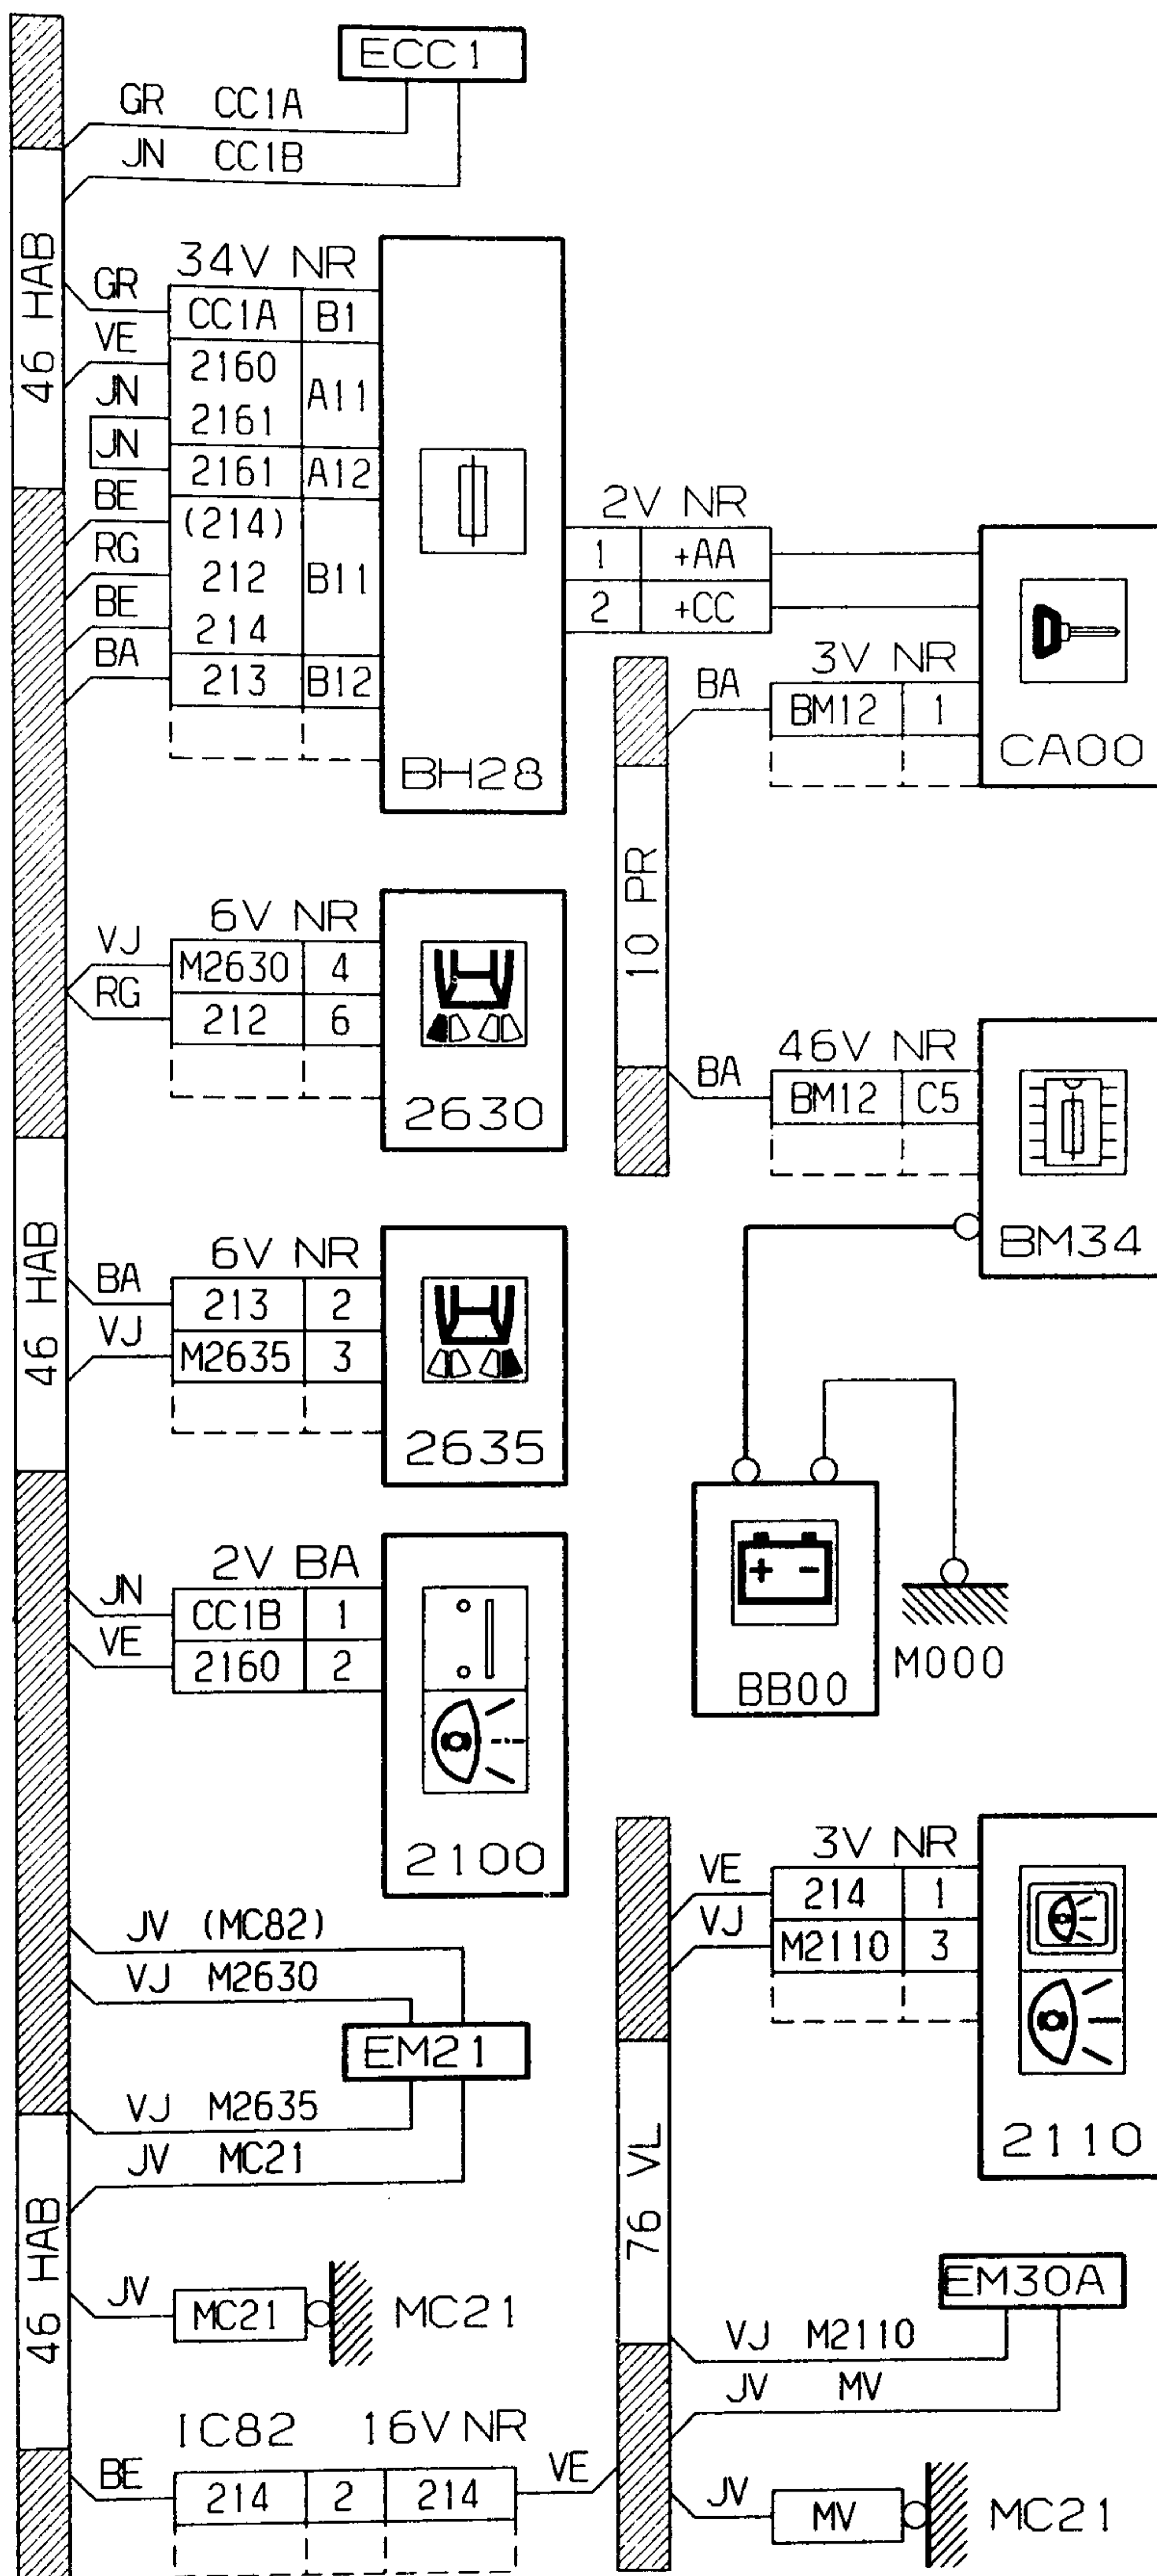 ECC1
GR CC1A
JN CC1B
46 HAB
34V NR
GR CC1A B1
VE 2160 A11
JN 2161
JN 2161 A12
BE (214)
RG 212 B11
BE 214
BA 213 B12
BH28
2V NR
1 +AA
2 +CC
3V NR
BA BM12 1
CA00
10 PR
6V NR
VJ M2630 4
RG 212 6
2630
46V NR
BA BM12 C5
BM34
46 HAB
6V NR
BA 213 2
VJ M2635 3
2635
+ -
BB00
M000
2V BA
JN CC1B 1
VE 2160 2
2100
3V NR
VE 214 1
VJ M2110 3
2110
JV (MC82)
VJ M2630
EM21
VJ M2635
JV MC21
76 VL
46 HAB
JV MC21 MC21
EM30A
VJ M2110
JV MV
IC82 16V NR
BE 214 2 214 VE
JV MV MC21